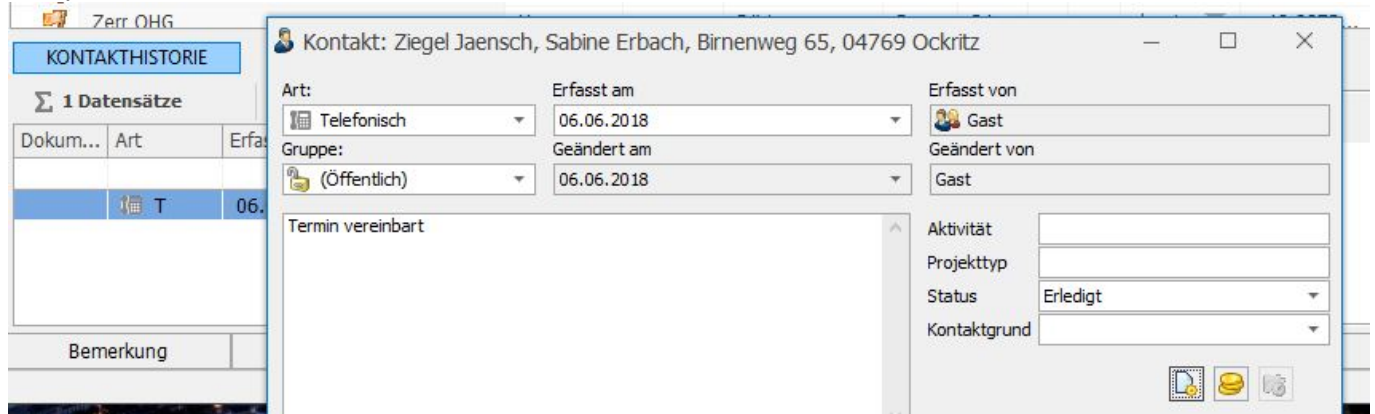 Zerr OHG
Kontakt: Ziegel Jaensch, Sabine Erbach, Birnenweg 65, 04769 Ockritz
KONTAKTHISTORIE
Art: Erfasst am Erfasst von
Σ 1 Datensätze
Telefonisch 06.06.2018 Gast
Dokum... Art Erfas
Gruppe: Geändert am Geändert von
(Öffentlich) 06.06.2018 Gast
T 06.
Termin vereinbart
Aktivität
Projekttyp
Status Erledigt
Kontaktgrund
Bemerkung